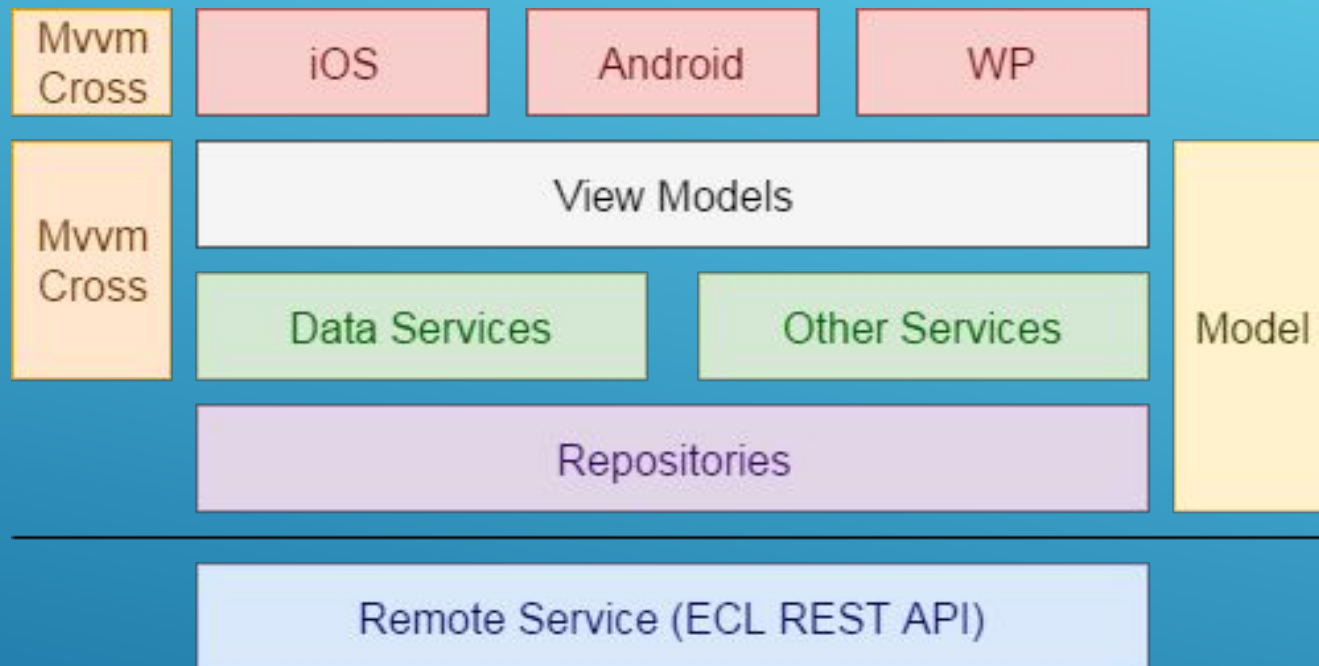 Mvvm
Cross
iOS
Android
WP
View Models
Mvvm
Cross
Data Services
Other Services
Model
Repositories
Remote Service (ECL REST API)